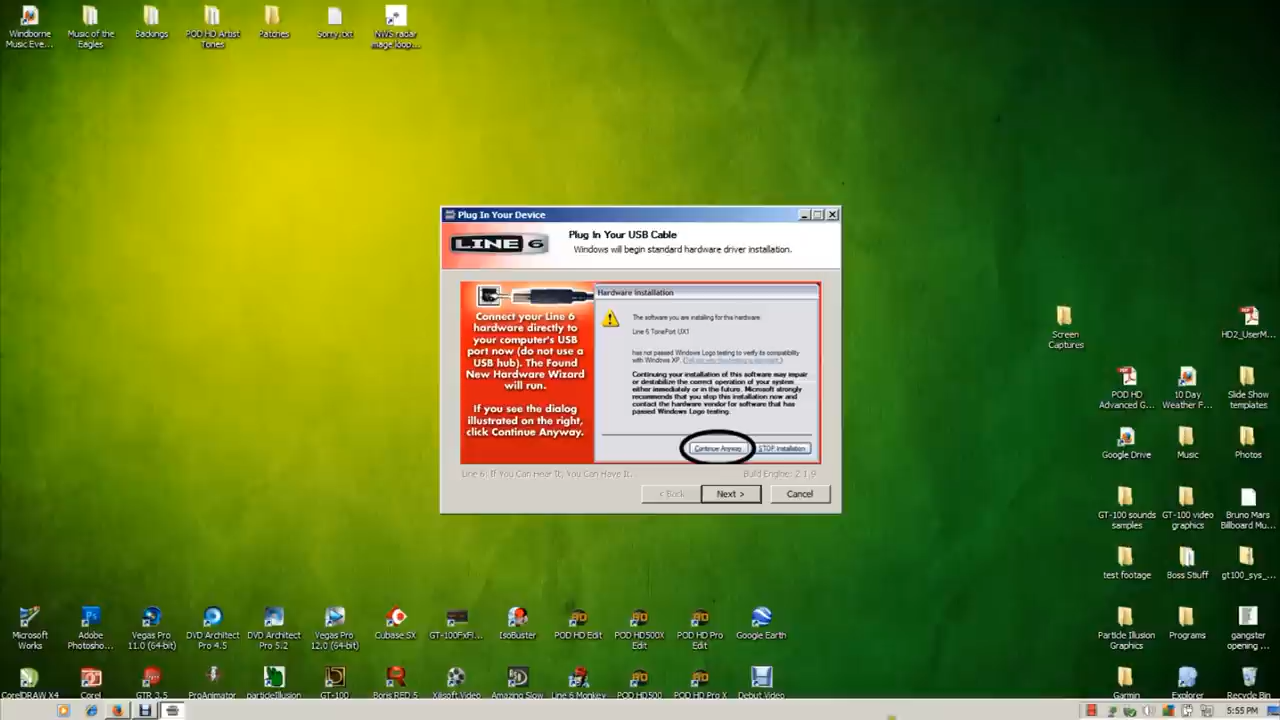 Windborne
Music Eve...
Music of the
Eagles
Backings
POD HD Artist
Tones
Patches
Sorry.txt
NWS radar
image loop...
Plug In Your Device
LINE 6
Plug In Your USB Cable
Windows will begin standard hardware driver installation.
Connect your Line 6
hardware directly to
your computer's USB
port now (do not use a
USB hub). The Found
New Hardware Wizard
will run.
If you see the dialog
illustrated on the right,
click Continue Anyway.
Hardware Installation
The software you are installing for this hardware:
Line 6 TonePort UX1
has not passed Windows Logo testing to verify its compatibility
with Windows XP.
Continuing your installation of this software may impair
or destabilize the correct operation of your system
either immediately or in the future. Microsoft strongly
recommends that you stop this installation now and
contact the hardware vendor for software that has
passed Windows Logo testing.
Continue Anyway
STOP Installation
Line 6: If You Can Hear It, You Can Have It.
Build Engine: 2.1.9
< Back
Next >
Cancel
Screen
Captures
HD2_UserM...
POD HD
Advanced G...
10 Day
Weather F...
Slide Show
templates
Google Drive
Music
Photos
GT-100 sounds
samples
GT-100 video
graphics
Bruno Mars
Billboard Mu...
test footage
Boss Stuff
gt100_sys_...
Particle Illusion
Graphics
Programs
gangster
opening ...
Garmin
Explorer
Recycle Bin
Microsoft
Works
Adobe
Photosho...
Vegas Pro
11.0 (64-bit)
DVD Architect
Pro 4.5
DVD Architect
Pro 5.2
Vegas Pro
12.0 (64-bit)
Cubase SX
GT-100FxFl...
IsoBuster
POD HD Edit
POD HD500X
Edit
POD HD Pro
Edit
Google Earth
CorelDRAW X4
Corel
GTR 3.5
ProAnimator
particleIllusion
GT-100
Boris RED 5
Xilisoft Video
Amazing Slow
Line 6 Monkey
POD HD500
POD HD Pro X
Debut Video
5:55 PM